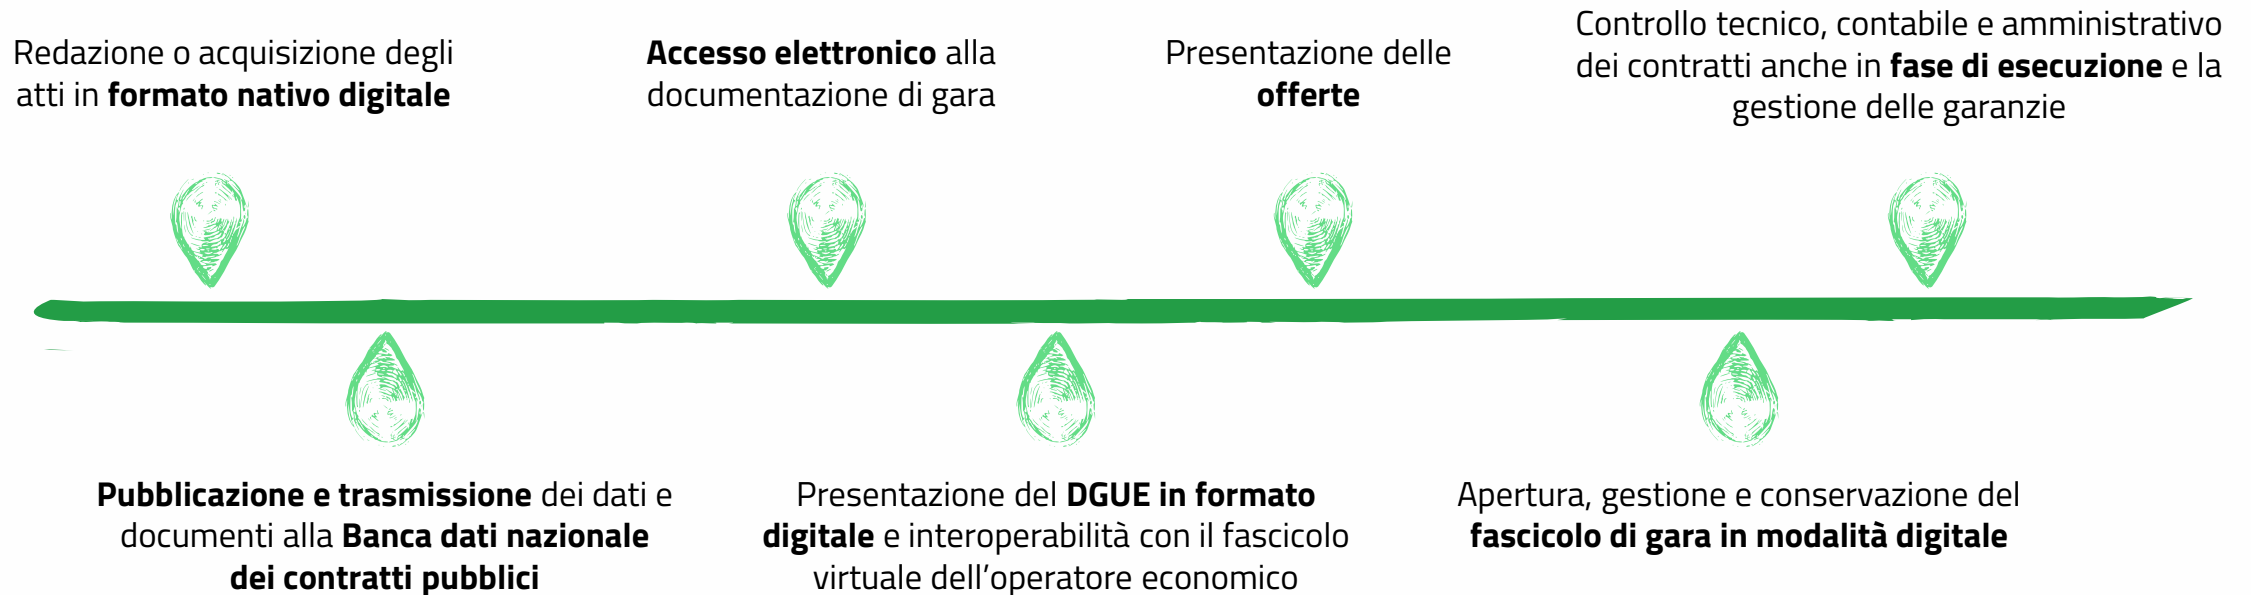 Redazione o acquisizione degli
atti in formato nativo digitale
Pubblicazione e trasmissione dei dati e
documenti alla Banca dati nazionale
dei contratti pubblici
Accesso elettronico alla
documentazione di gara
Presentazione del DGUE in formato
digitale e interoperabilità con il fascicolo
virtuale dell’operatore economico
Presentazione delle
offerte
Apertura, gestione e conservazione del
fascicolo di gara in modalità digitale
Controllo tecnico, contabile e amministrativo
dei contratti anche in fase di esecuzione e la
gestione delle garanzie